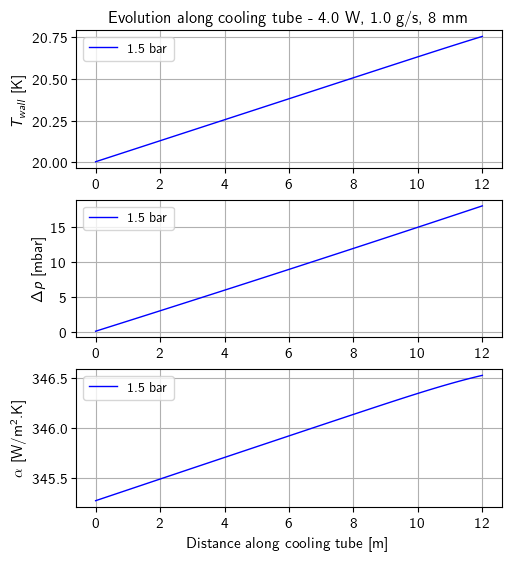 Evolution along cooling tube - 4.0 W, 1.0 g/s, 8 mm
20.75
20.50
20.25
20.00
T_wall [K]
1.5 bar
0 2 4 6 8 10 12
15
10
5
0
Δp [mbar]
1.5 bar
0 2 4 6 8 10 12
346.5
346.0
345.5
α [W/m².K]
1.5 bar
0 2 4 6 8 10 12
Distance along cooling tube [m]